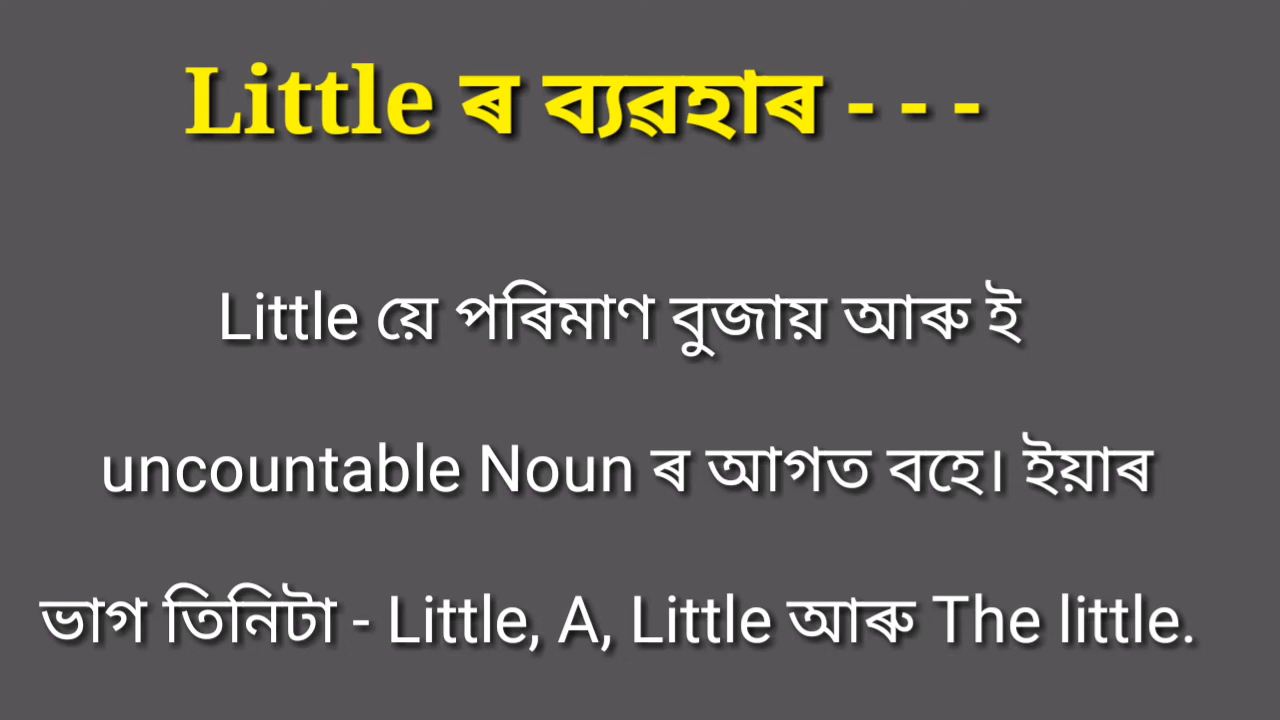 Little ৰ ব্যৱহাৰ - - -
Little য়ে পৰিমাণ বুজায় আৰু ই
uncountable Noun ৰ আগত বহে। ইয়াৰ
ভাগ তিনিটা - Little, A, Little আৰু The little.